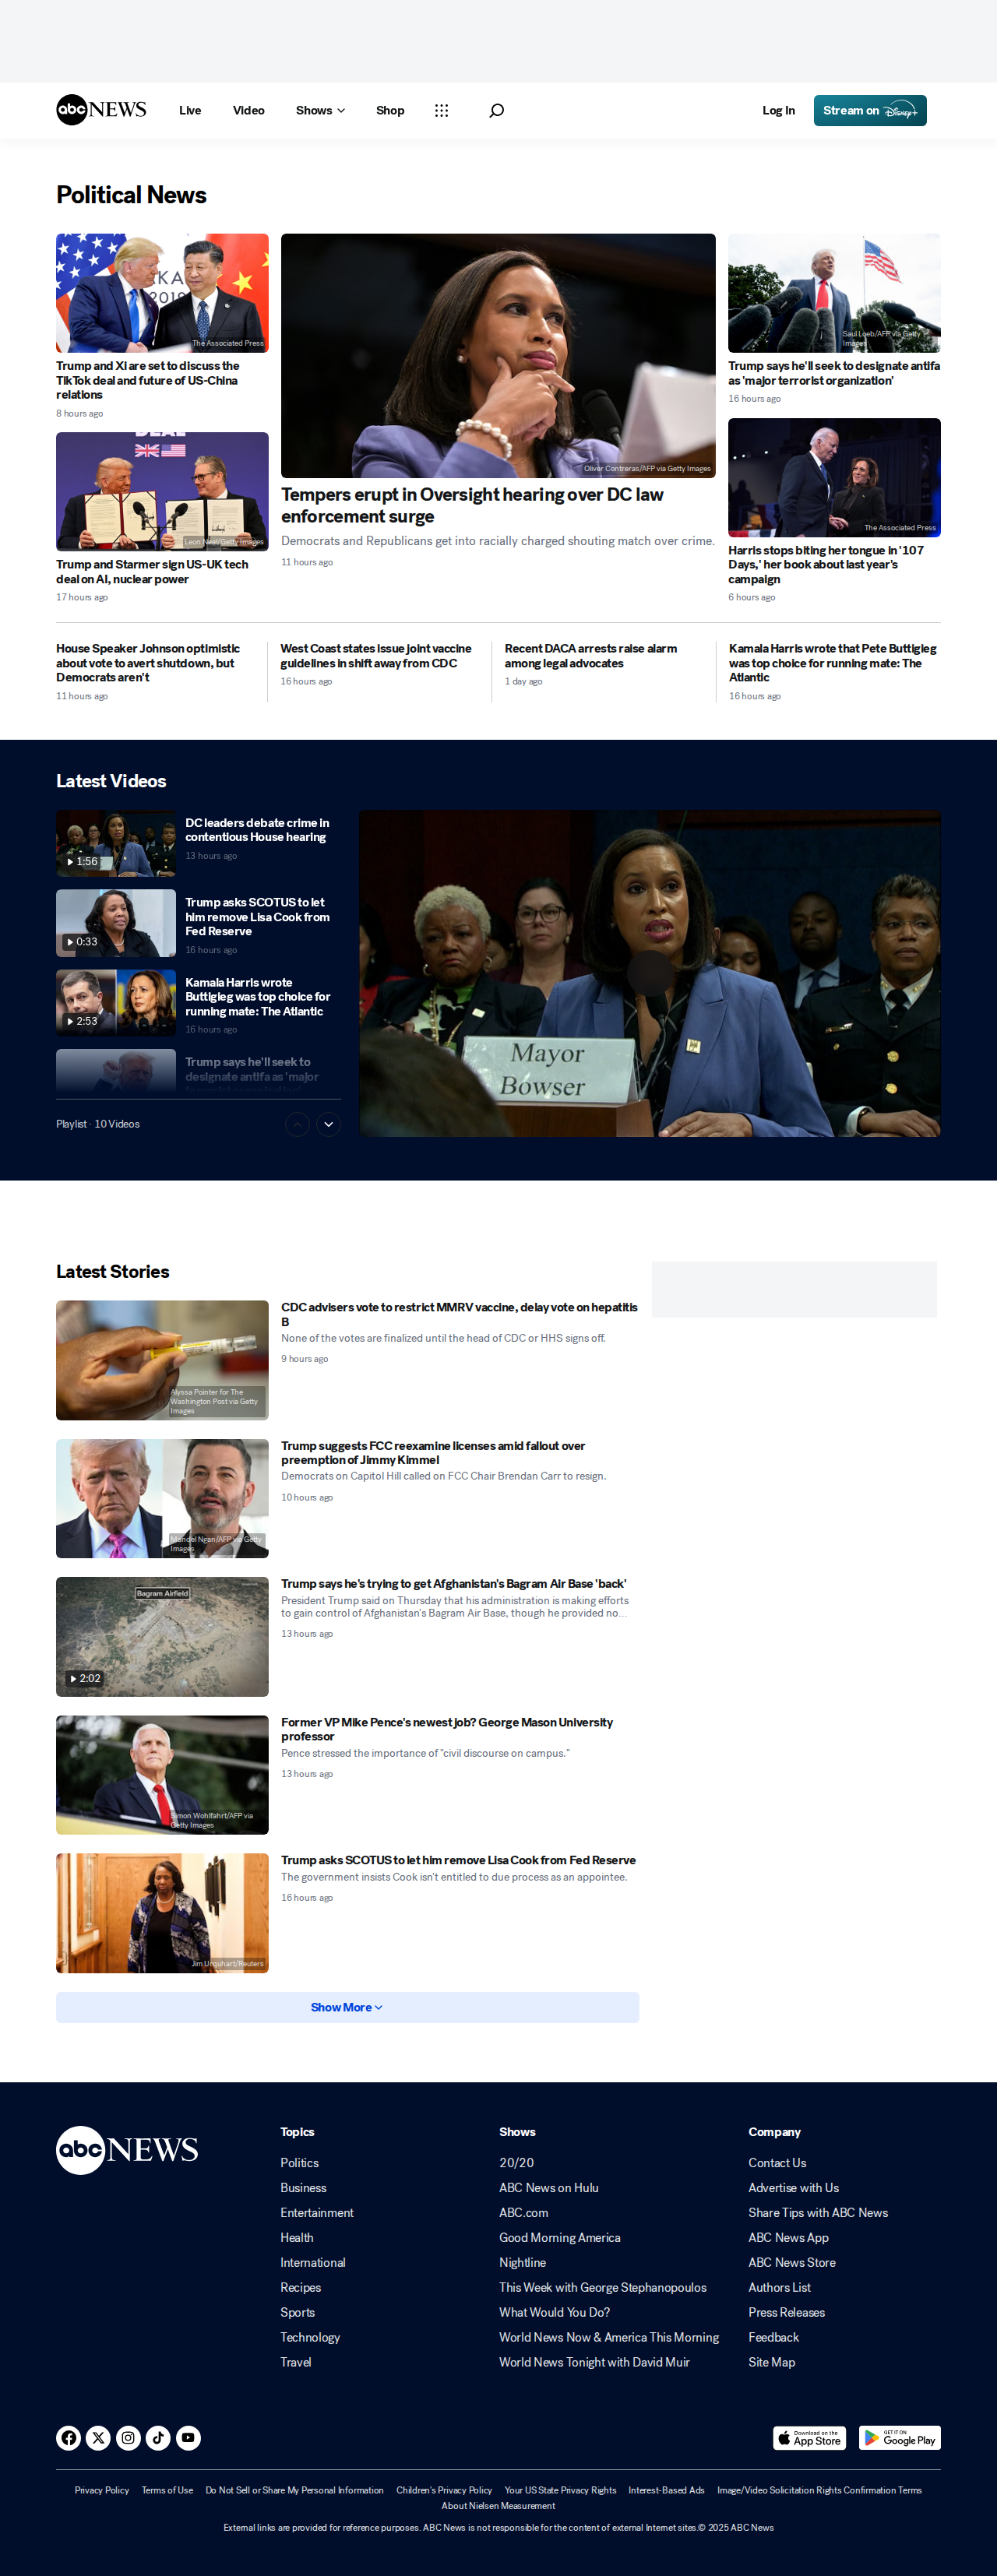 abc NEWS
Live
Video
Shows
Shop
Log In
Stream on Disney+
Political News
The Associated Press
Trump and Xi are set to discuss the
TikTok deal and future of US-China
relations
8 hours ago
DEAL
Leon Neal/Getty Images
Trump and Starmer sign US-UK tech
deal on AI, nuclear power
17 hours ago
Oliver Contreras/AFP via Getty Images
Tempers erupt in Oversight hearing over DC law
enforcement surge
Democrats and Republicans get into racially charged shouting match over crime.
11 hours ago
Saul Loeb/AFP via Getty
Images
Trump says he'll seek to designate antifa
as 'major terrorist organization'
16 hours ago
The Associated Press
Harris stops biting her tongue in '107
Days,' her book about last year's
campaign
6 hours ago
House Speaker Johnson optimistic
about vote to avert shutdown, but
Democrats aren't
11 hours ago
West Coast states issue joint vaccine
guidelines in shift away from CDC
16 hours ago
Recent DACA arrests raise alarm
among legal advocates
1 day ago
Kamala Harris wrote that Pete Buttigieg
was top choice for running mate: The
Atlantic
16 hours ago
Latest Videos
1:56
DC leaders debate crime in
contentious House hearing
13 hours ago
0:33
Trump asks SCOTUS to let
him remove Lisa Cook from
Fed Reserve
16 hours ago
2:53
Kamala Harris wrote
Buttigieg was top choice for
running mate: The Atlantic
16 hours ago
Trump says he'll seek to
designate antifa as 'major
Playlist · 10 Videos
Mayor
Bowser
Latest Stories
Alyssa Pointer for The
Washington Post via Getty
Images
CDC advisers vote to restrict MMRV vaccine, delay vote on hepatitis
B
None of the votes are finalized until the head of CDC or HHS signs off.
9 hours ago
Mandel Ngan/AFP via Getty
Images
Trump suggests FCC reexamine licenses amid fallout over
preemption of Jimmy Kimmel
Democrats on Capitol Hill called on FCC Chair Brendan Carr to resign.
10 hours ago
Bagram Airfield
2:02
Trump says he's trying to get Afghanistan's Bagram Air Base 'back'
President Trump said on Thursday that his administration is making efforts
to gain control of Afghanistan's Bagram Air Base, though he provided no...
13 hours ago
Simon Wohlfahrt/AFP via
Getty Images
Former VP Mike Pence's newest job? George Mason University
professor
Pence stressed the importance of "civil discourse on campus."
13 hours ago
Jim Urquhart/Reuters
Trump asks SCOTUS to let him remove Lisa Cook from Fed Reserve
The government insists Cook isn't entitled to due process as an appointee.
16 hours ago
Show More
abc NEWS
Topics
Politics
Business
Entertainment
Health
International
Recipes
Sports
Technology
Travel
Shows
20/20
ABC News on Hulu
ABC.com
Good Morning America
Nightline
This Week with George Stephanopoulos
What Would You Do?
World News Now & America This Morning
World News Tonight with David Muir
Company
Contact Us
Advertise with Us
Share Tips with ABC News
ABC News App
ABC News Store
Authors List
Press Releases
Feedback
Site Map
Download on the
App Store
GET IT ON
Google Play
Privacy Policy Terms of Use Do Not Sell or Share My Personal Information Children's Privacy Policy Your US State Privacy Rights Interest-Based Ads Image/Video Solicitation Rights Confirmation Terms
About Nielsen Measurement
External links are provided for reference purposes. ABC News is not responsible for the content of external Internet sites.© 2025 ABC News